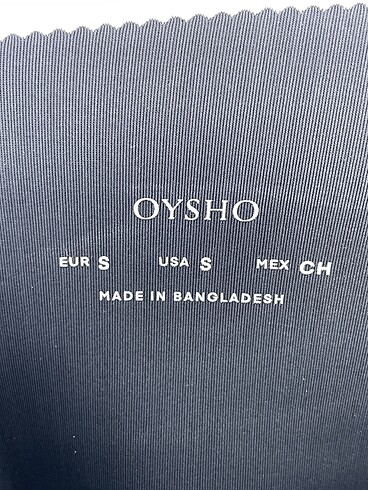 OYSHO
EUR S USA S MEX CH
MADE IN BANGLADESH